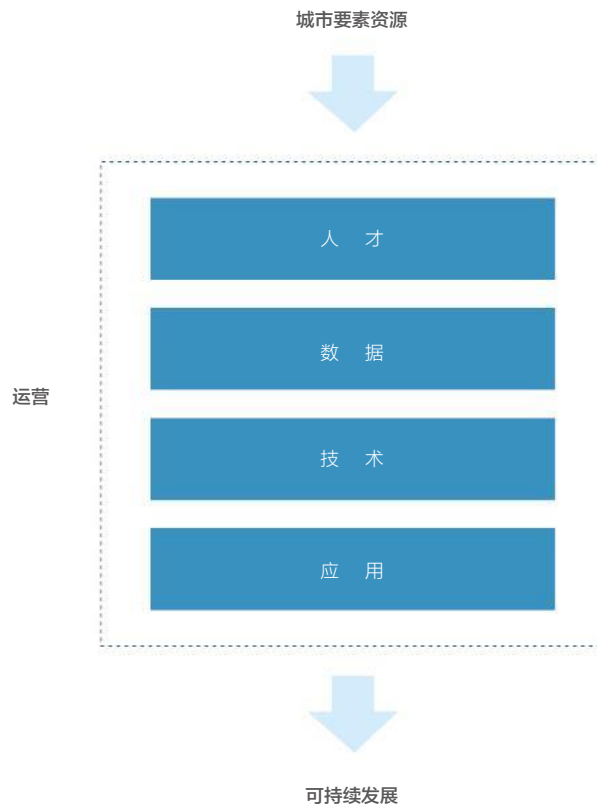 城市要素资源
人 才
数 据
运营
技 术
应 用
可持续发展